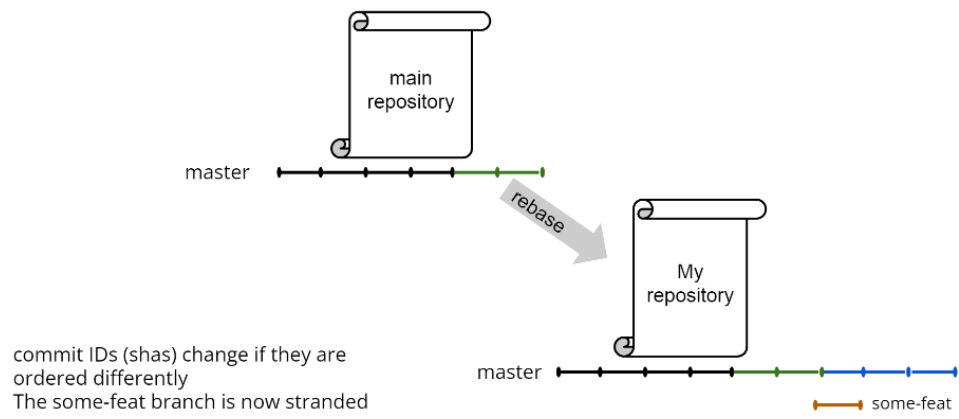 main
repository
master
rebase
My
repository
commit IDs (shas) change if they are
ordered differently
The some-feat branch is now stranded
master
some-feat